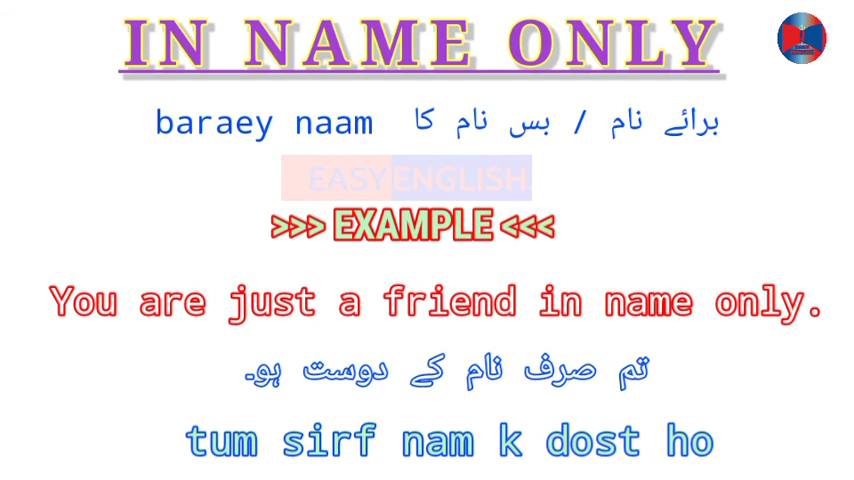 IN NAME ONLY
baraey naam برائے نام / بس نام کا
EASY ENGLISH
>>> EXAMPLE <<<
You are just a friend in name only.
تم صرف نام کے دوست ہو۔
tum sirf nam k dost ho